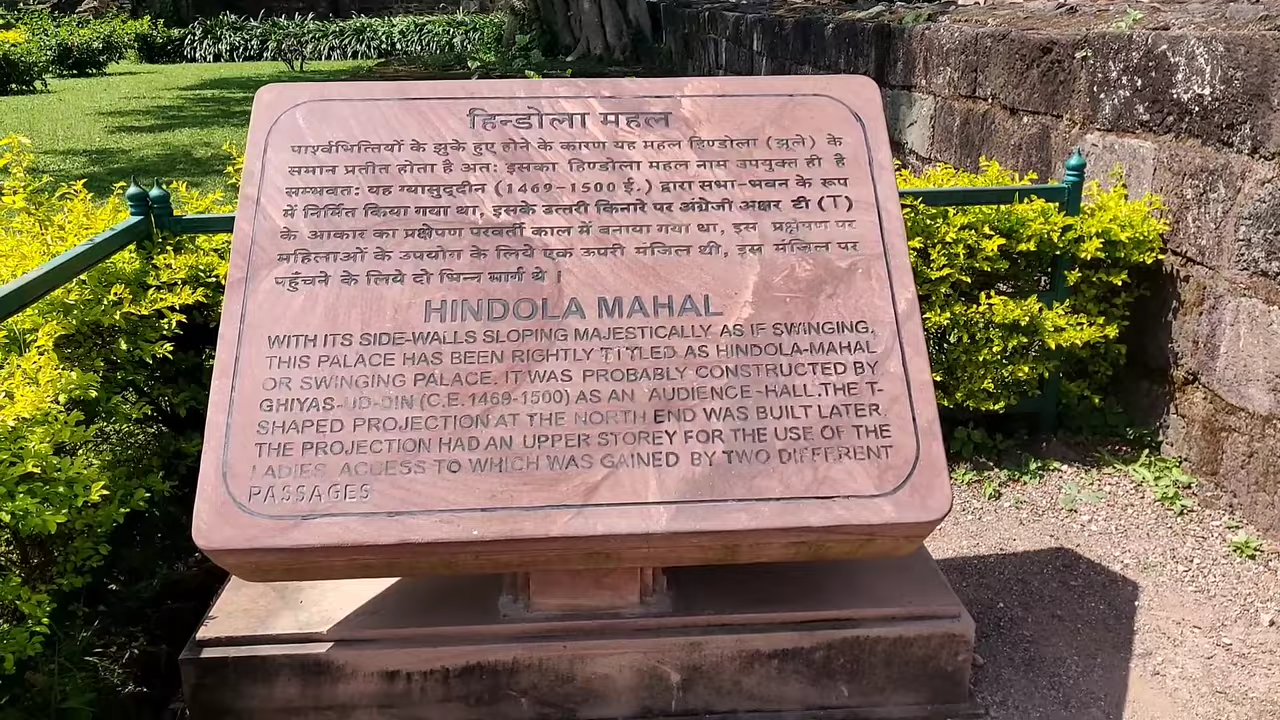 हिन्डोला महल
पार्श्वभित्तियों के झुके हुए होने के कारण यह महल हिण्डोला (झूले) के
समान प्रतीत होता है अतः इसका हिण्डोला महल नाम उपयुक्त ही है
सम्भवतः यह ग्यासुद्दीन (1469-1500 ई.) द्वारा सभा-भवन के रूप
में निर्मित किया गया था, इसके उत्तरी किनारे पर अंग्रेजी अक्षर टी (T)
के आकार का प्रक्षेपण परवर्ती काल में बनाया गया था, इस प्रक्षेपण पर
महिलाओं के उपयोग के लिये एक ऊपरी मंजिल थी, इस मंजिल पर
पहुँचने के लिये दो भिन्न मार्ग थे |
HINDOLA MAHAL
WITH ITS SIDE-WALLS SLOPING MAJESTICALLY AS IF SWINGING,
THIS PALACE HAS BEEN RIGHTLY TITLED AS HINDOLA-MAHAL
OR SWINGING PALACE. IT WAS PROBABLY CONSTRUCTED BY
GHIYAS-UD-DIN (C.E. 1469-1500) AS AN AUDIENCE-HALL.THE T-
SHAPED PROJECTION AT THE NORTH END WAS BUILT LATER.
THE PROJECTION HAD AN UPPER STOREY FOR THE USE OF THE
LADIES ACCESS TO WHICH WAS GAINED BY TWO DIFFERENT
PASSAGES